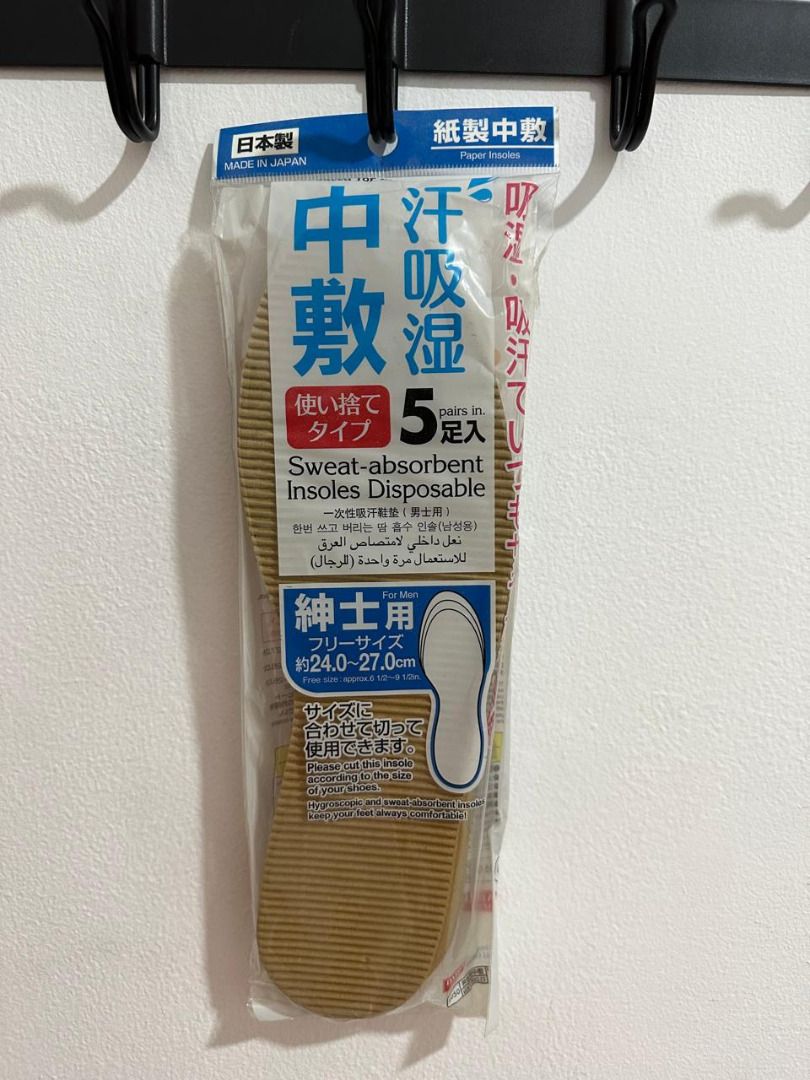 日本製
MADE IN JAPAN
紙製中敷
Paper Insoles
汗吸湿
中敷
使い捨て
タイプ
5 pairs in.
足入
Sweat-absorbent
Insoles Disposable
一次性吸汗鞋垫（男士用）
한번 쓰고 버리는 땀 흡수 인솔(남성용)
نعل داخلي لامتصاص العرق
للاستعمال مرة واحدة (للرجال)
For Men
紳士用
フリーサイズ
約24.0~27.0cm
Free size : approx.6 1/2~9 1/2in.
サイズに
合わせて切って
使用できます。
Please cut this insole
according to the size
of your shoes.
Hygroscopic and sweat-absorbent insoles
keep your feet always comfortable!
吸湿・吸汗で